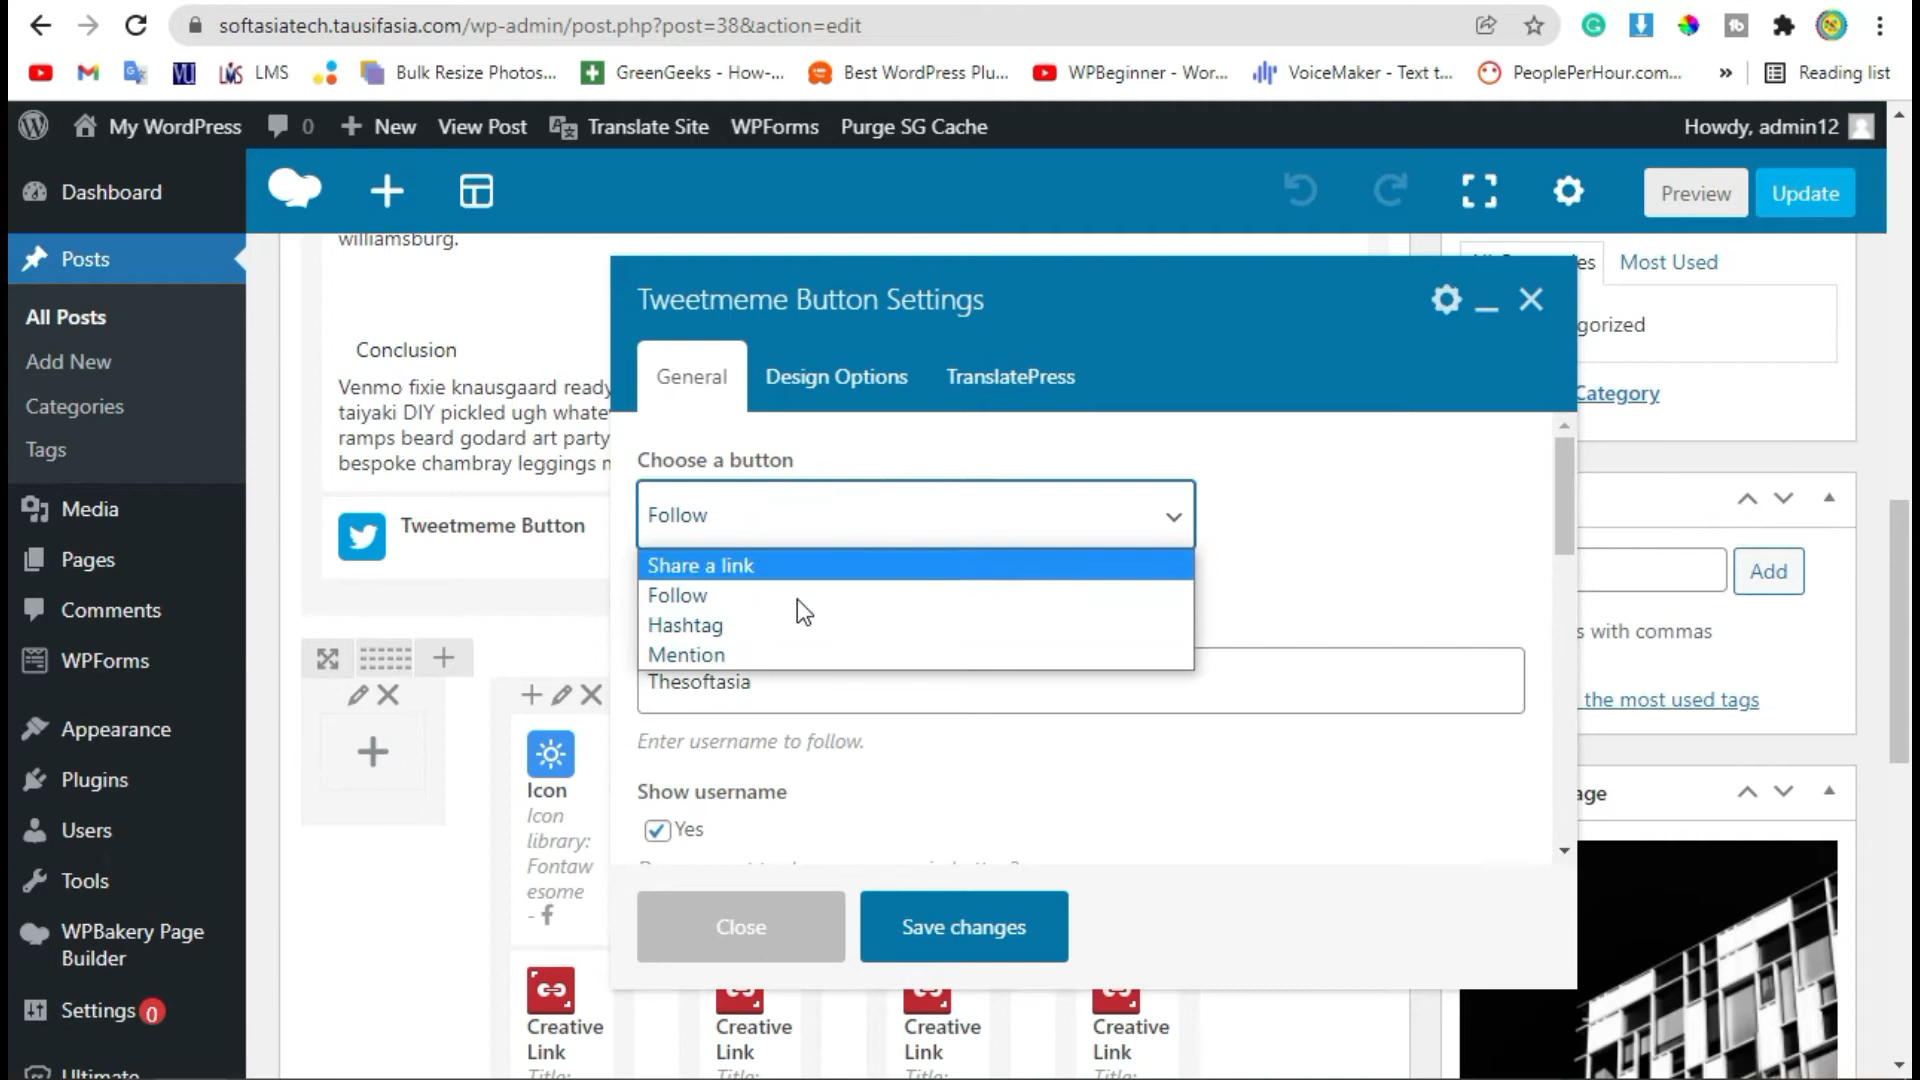 softasiatech.tausifasia.com/wp-admin/post.php?post=38&action=edit
LMS
Bulk Resize Photos...
GreenGeeks - How-...
Best WordPress Plu...
WPBeginner - Wor...
VoiceMaker - Text t...
PeoplePerHour.com...
»
Reading list
My WordPress
0
New
View Post
Translate Site
WPForms
Purge SG Cache
Howdy, admin12
Dashboard
Posts
All Posts
Add New
Categories
Tags
Media
Pages
Comments
WPForms
Appearance
Plugins
Users
Tools
WPBakery Page
Builder
Settings 0
Ultimate
Preview
Update
williamsburg.
Conclusion
Venmo fixie knausgaard ready
taiyaki DIY pickled ugh
ramps beard godard art party
bespoke chambray leggings
Tweetmeme Button
Icon
Icon
library:
Fontaw
esome
-
Creative
Link
Title:
Creative
Link
Title:
Creative
Link
Title:
Creative
Link
Title:
Tweetmeme Button Settings
General
Design Options
TranslatePress
Choose a button
Follow
Share a link
Follow
Hashtag
Mention
Thesoftasia
Enter username to follow.
Show username
Yes
Close
Save changes
Most Used
Category
Add
with commas
the most used tags